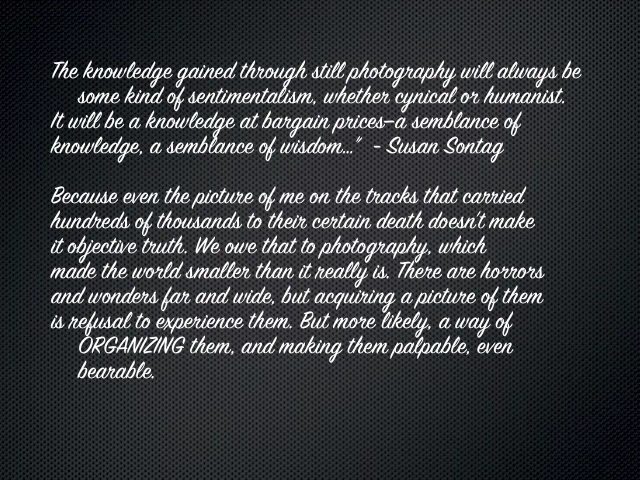 The knowledge gained through still photography will always be
some kind of sentimentalism, whether cynical or humanist.
It will be a knowledge at bargain prices—a semblance of
knowledge, a semblance of wisdom..." - Susan Sontag
Because even the picture of me on the tracks that carried
hundreds of thousands to their certain death doesn't make
it objective truth. We owe that to photography, which
made the world smaller than it really is. There are horrors
and wonders far and wide, but acquiring a picture of them
is refusal to experience them. But more likely, a way of
ORGANIZING them, and making them palpable, even
bearable.